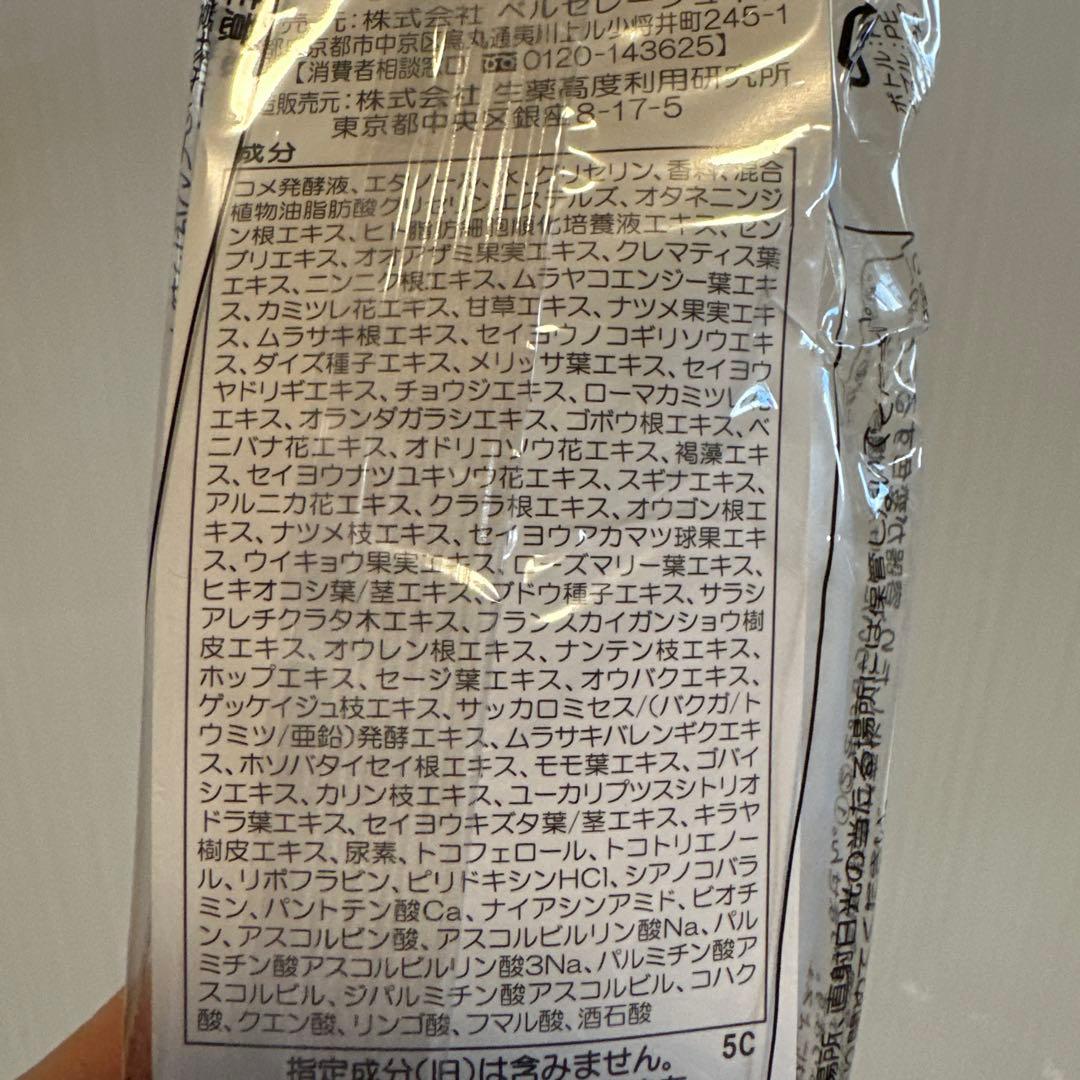 元:株式会社 ベルセレージュ
京都市中京区烏丸通夷川上ル少将井町245-1
【消費者相談窓口 0120-143625】
造販売元:株式会社 生薬高度利用研究所
東京都中央区銀座8-17-5
成分
コメ発酵液、エタノール、水、グリセリン、香料、混合
植物油脂肪酸グリセリンエステルズ、オタネニンジ
ン根エキス、ヒト脂肪細胞順化培養液エキス、セン
ブリエキス、オオアザミ果実エキス、クレマティス葉
エキス、ニンニク根エキス、ムラヤコエンジー葉エキ
ス、カミツレ花エキス、甘草エキス、ナツメ果実エキ
ス、ムラサキ根エキス、セイヨウノコギリソウエキ
ス、ダイズ種子エキス、メリッサ葉エキス、セイヨウ
ヤドリギエキス、チョウジエキス、ローマカミツレ花
エキス、オランダガラシエキス、ゴボウ根エキス、ベ
ニバナ花エキス、オドリコソウ花エキス、褐藻エキ
ス、セイヨウナツユキソウ花エキス、スギナエキス、
アルニカ花エキス、クララ根エキス、オウゴン根エ
キス、ナツメ枝エキス、セイヨウアカマツ球果エキ
ス、ウイキョウ果実エキス、ローズマリー葉エキス、
ヒキオコシ葉/茎エキス、ブドウ種子エキス、サラシ
アレチクラタ木エキス、フランスカイガンショウ樹
皮エキス、オウレン根エキス、ナンテン枝エキス、
ホップエキス、セージ葉エキス、オウバクエキス、
ゲッケイジュ枝エキス、サッカロミセス/(バクガ/ト
ウミツ/亜鉛)発酵エキス、ムラサキバレンギクエキ
ス、ホソバタイセイ根エキス、モモ葉エキス、ゴバイ
シエキス、カリン枝エキス、ユーカリプツスシトリオ
ドラ葉エキス、セイヨウキズタ葉/茎エキス、キラヤ
樹皮エキス、尿素、トコフェロール、トコトリエノー
ル、リボフラビン、ピリドキシンHCl、シアノコバラ
ミン、パントテン酸Ca、ナイアシンアミド、ビオチ
ン、アスコルビン酸、アスコルビルリン酸Na、パル
ミチン酸アスコルビルリン酸3Na、パルミチン酸ア
スコルビル、ジパルミチン酸アスコルビル、コハク
酸、クエン酸、リンゴ酸、フマル酸、酒石酸
5C
指定成分(旧)は含みません。
ボトル:PE
場所、直射日光の当たる場所には保管しないでく